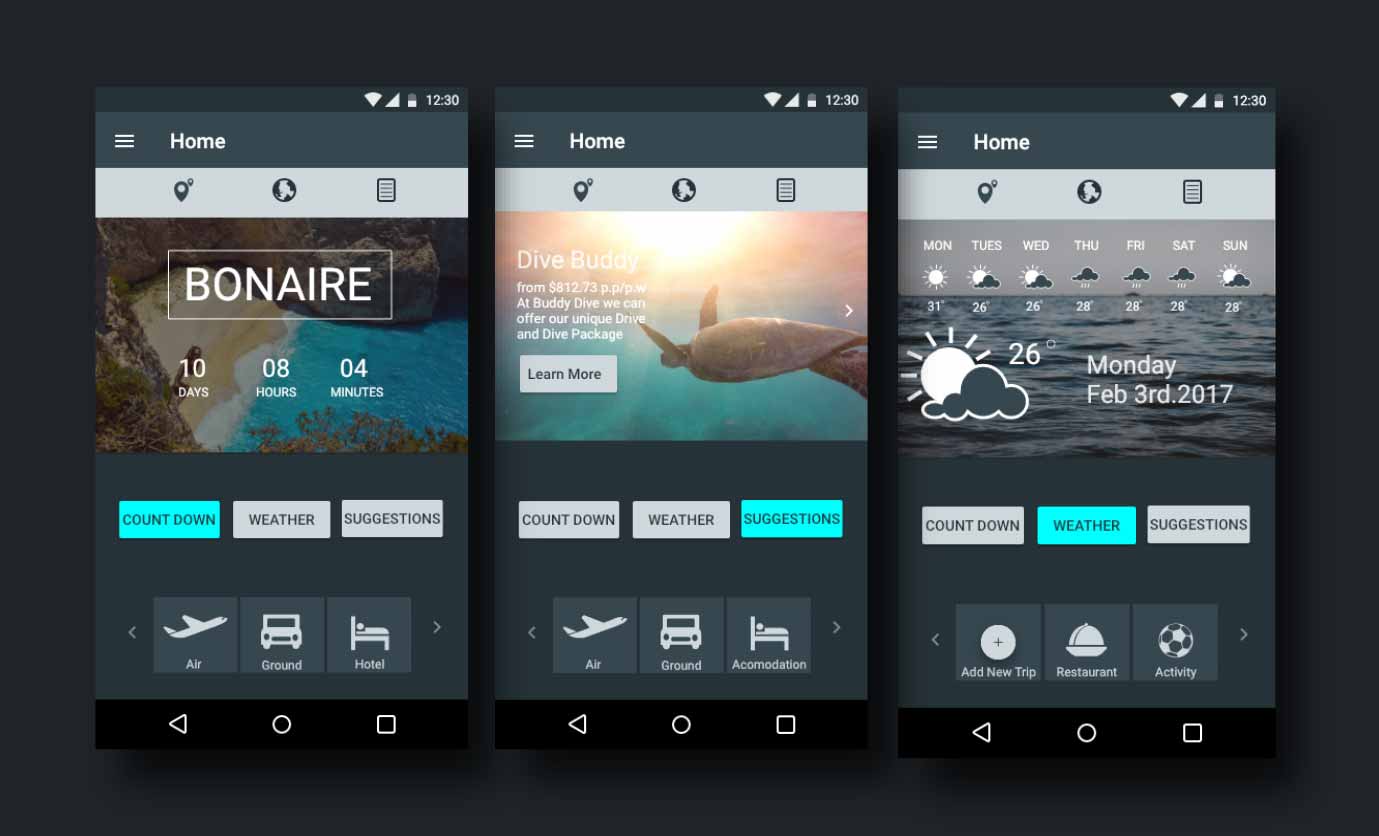 12:30
Home
BONAIRE
10 08 04
DAYS HOURS MINUTES
COUNT DOWN WEATHER SUGGESTIONS
Air Ground Hotel
12:30
Home
Dive Buddy
from $812.73 p.p/p.w
At Buddy Dive we can
offer our unique Drive
and Dive Package
Learn More
COUNT DOWN WEATHER SUGGESTIONS
Air Ground Acomodation
12:30
Home
MON TUES WED THU FRI SAT SUN
31° 26° 26° 28° 28° 28° 28°
26°
Monday
Feb 3rd.2017
COUNT DOWN WEATHER SUGGESTIONS
+
Add New Trip Restaurant Activity